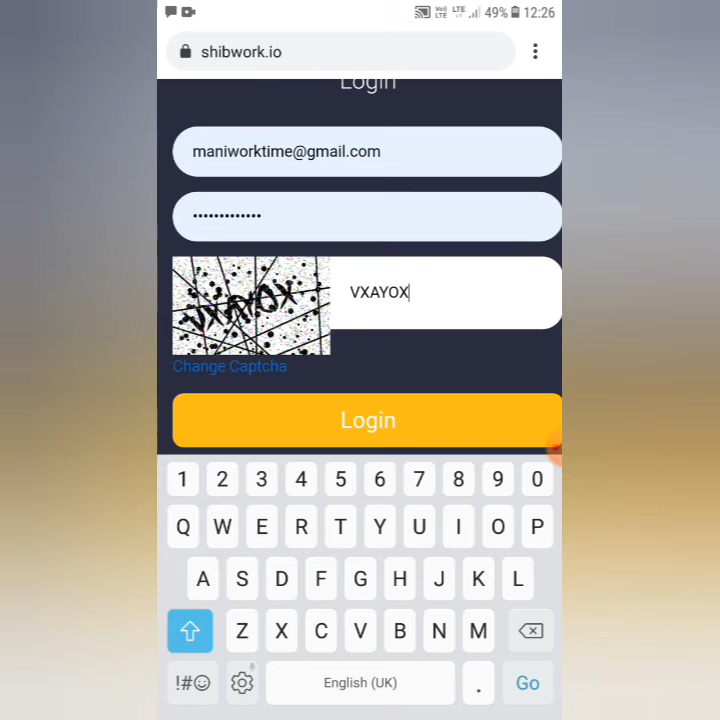 49% 12:26
shibwork.io
Login
maniworktime@gmail.com
•••••••••••••
VXAYOX VXAYOX
Change Captcha
Login
1 2 3 4 5 6 7 8 9 0
Q W E R T Y U I O P
A S D F G H J K L
Z X C V B N M
!#☺ English (UK) . Go